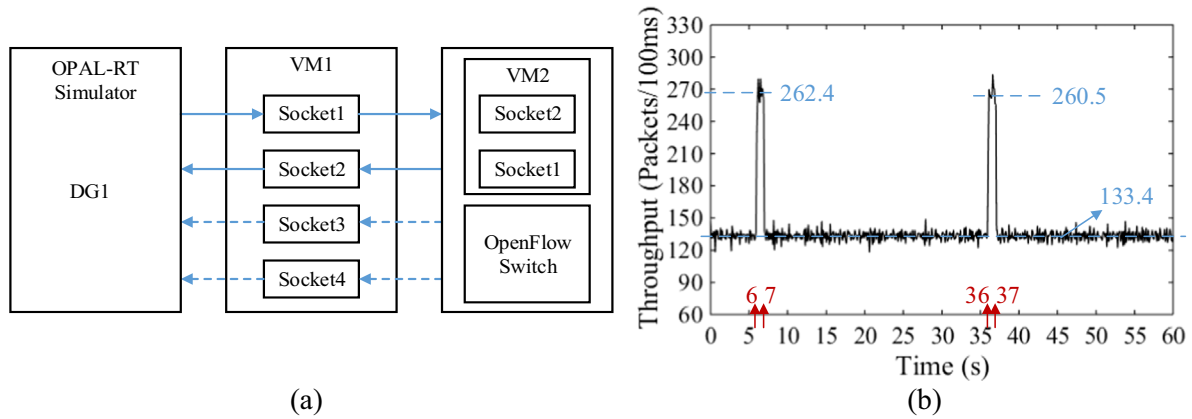 OPAL-RT
Simulator
DG1
VM1
Socket1
Socket2
Socket3
Socket4
VM2
Socket2
Socket1
OpenFlow
Switch
(a)
Throughput (Packets/100ms)
330
300
270
240
210
180
150
120
90
60
262.4
260.5
133.4
6 7
36 37
0 5 10 15 20 25 30 35 40 45 50 55 60
Time (s)
(b)